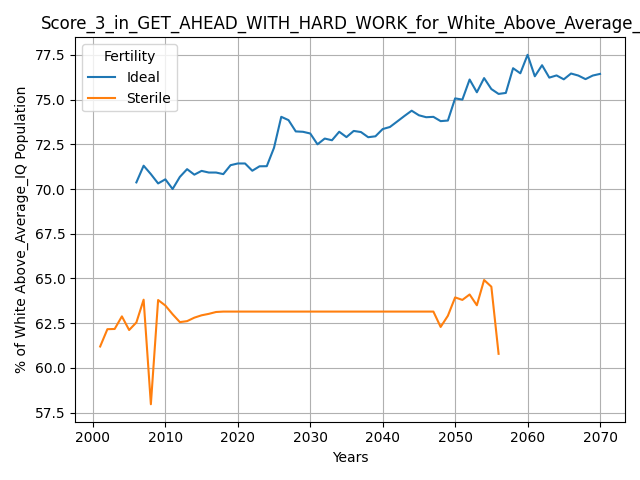 Score_3_in_GET_AHEAD_WITH_HARD_WORK_for_White_Above_Average_
Fertility
Ideal
Sterile
% of White Above_Average_IQ Population
77.5
75.0
72.5
70.0
67.5
65.0
62.5
60.0
57.5
2000 2010 2020 2030 2040 2050 2060 2070
Years